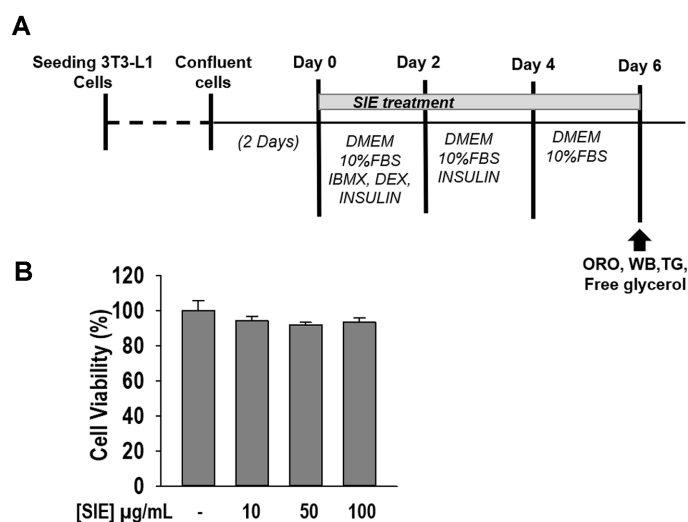 A
Seeding 3T3-L1
Cells
Confluent
cells
Day 0
Day 2
Day 4
Day 6
SIE treatment
(2 Days)
DMEM
10%FBS
IBMX, DEX,
INSULIN
DMEM
10%FBS
INSULIN
DMEM
10%FBS
ORO, WB,TG,
Free glycerol
B
Cell Viability (%)
120
100
80
60
40
20
0
[SIE] µg/mL - 10 50 100